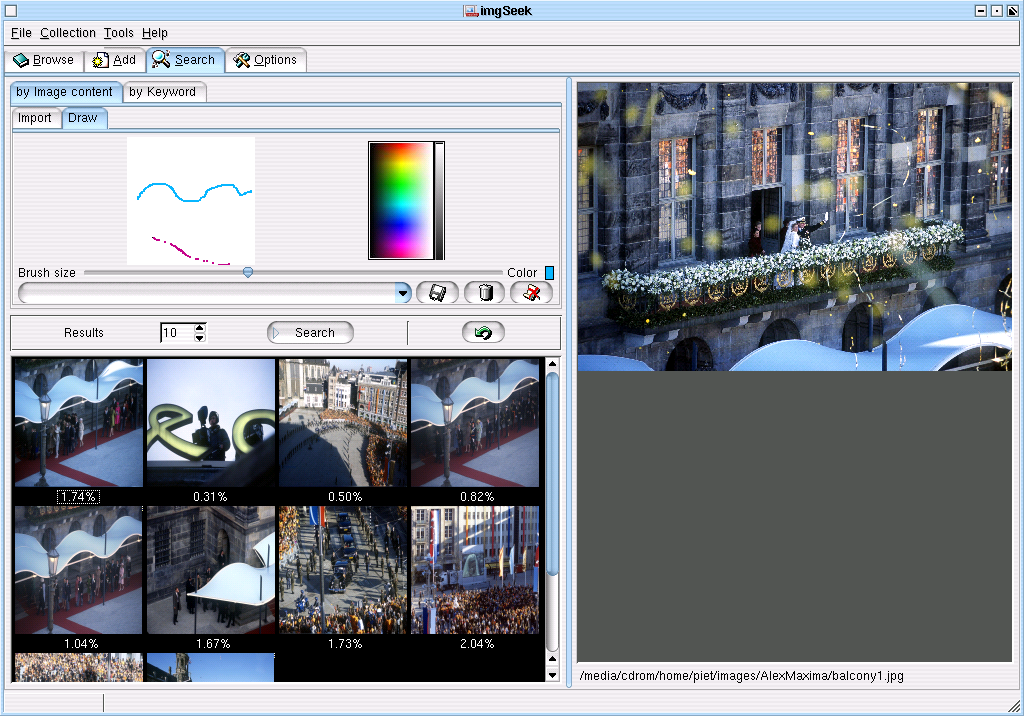 imgSeek
File Collection Tools Help
Browse Add Search Options
by Image content by Keyword
Import Draw
Brush size Color
Results 10 Search
1.74% 0.31% 0.50% 0.82%
1.04% 1.67% 1.73% 2.04%
/media/cdrom/home/piet/images/AlexMaxima/balcony1.jpg